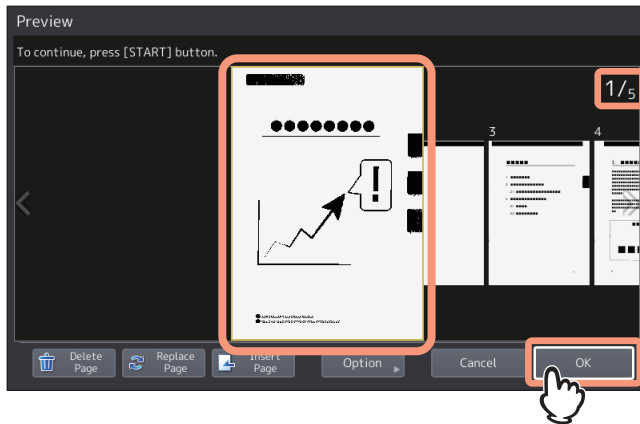 Preview
To continue, press [START] button.
1/5
3
4
!
Delete Page
Replace Page
Insert Page
Option
Cancel
OK